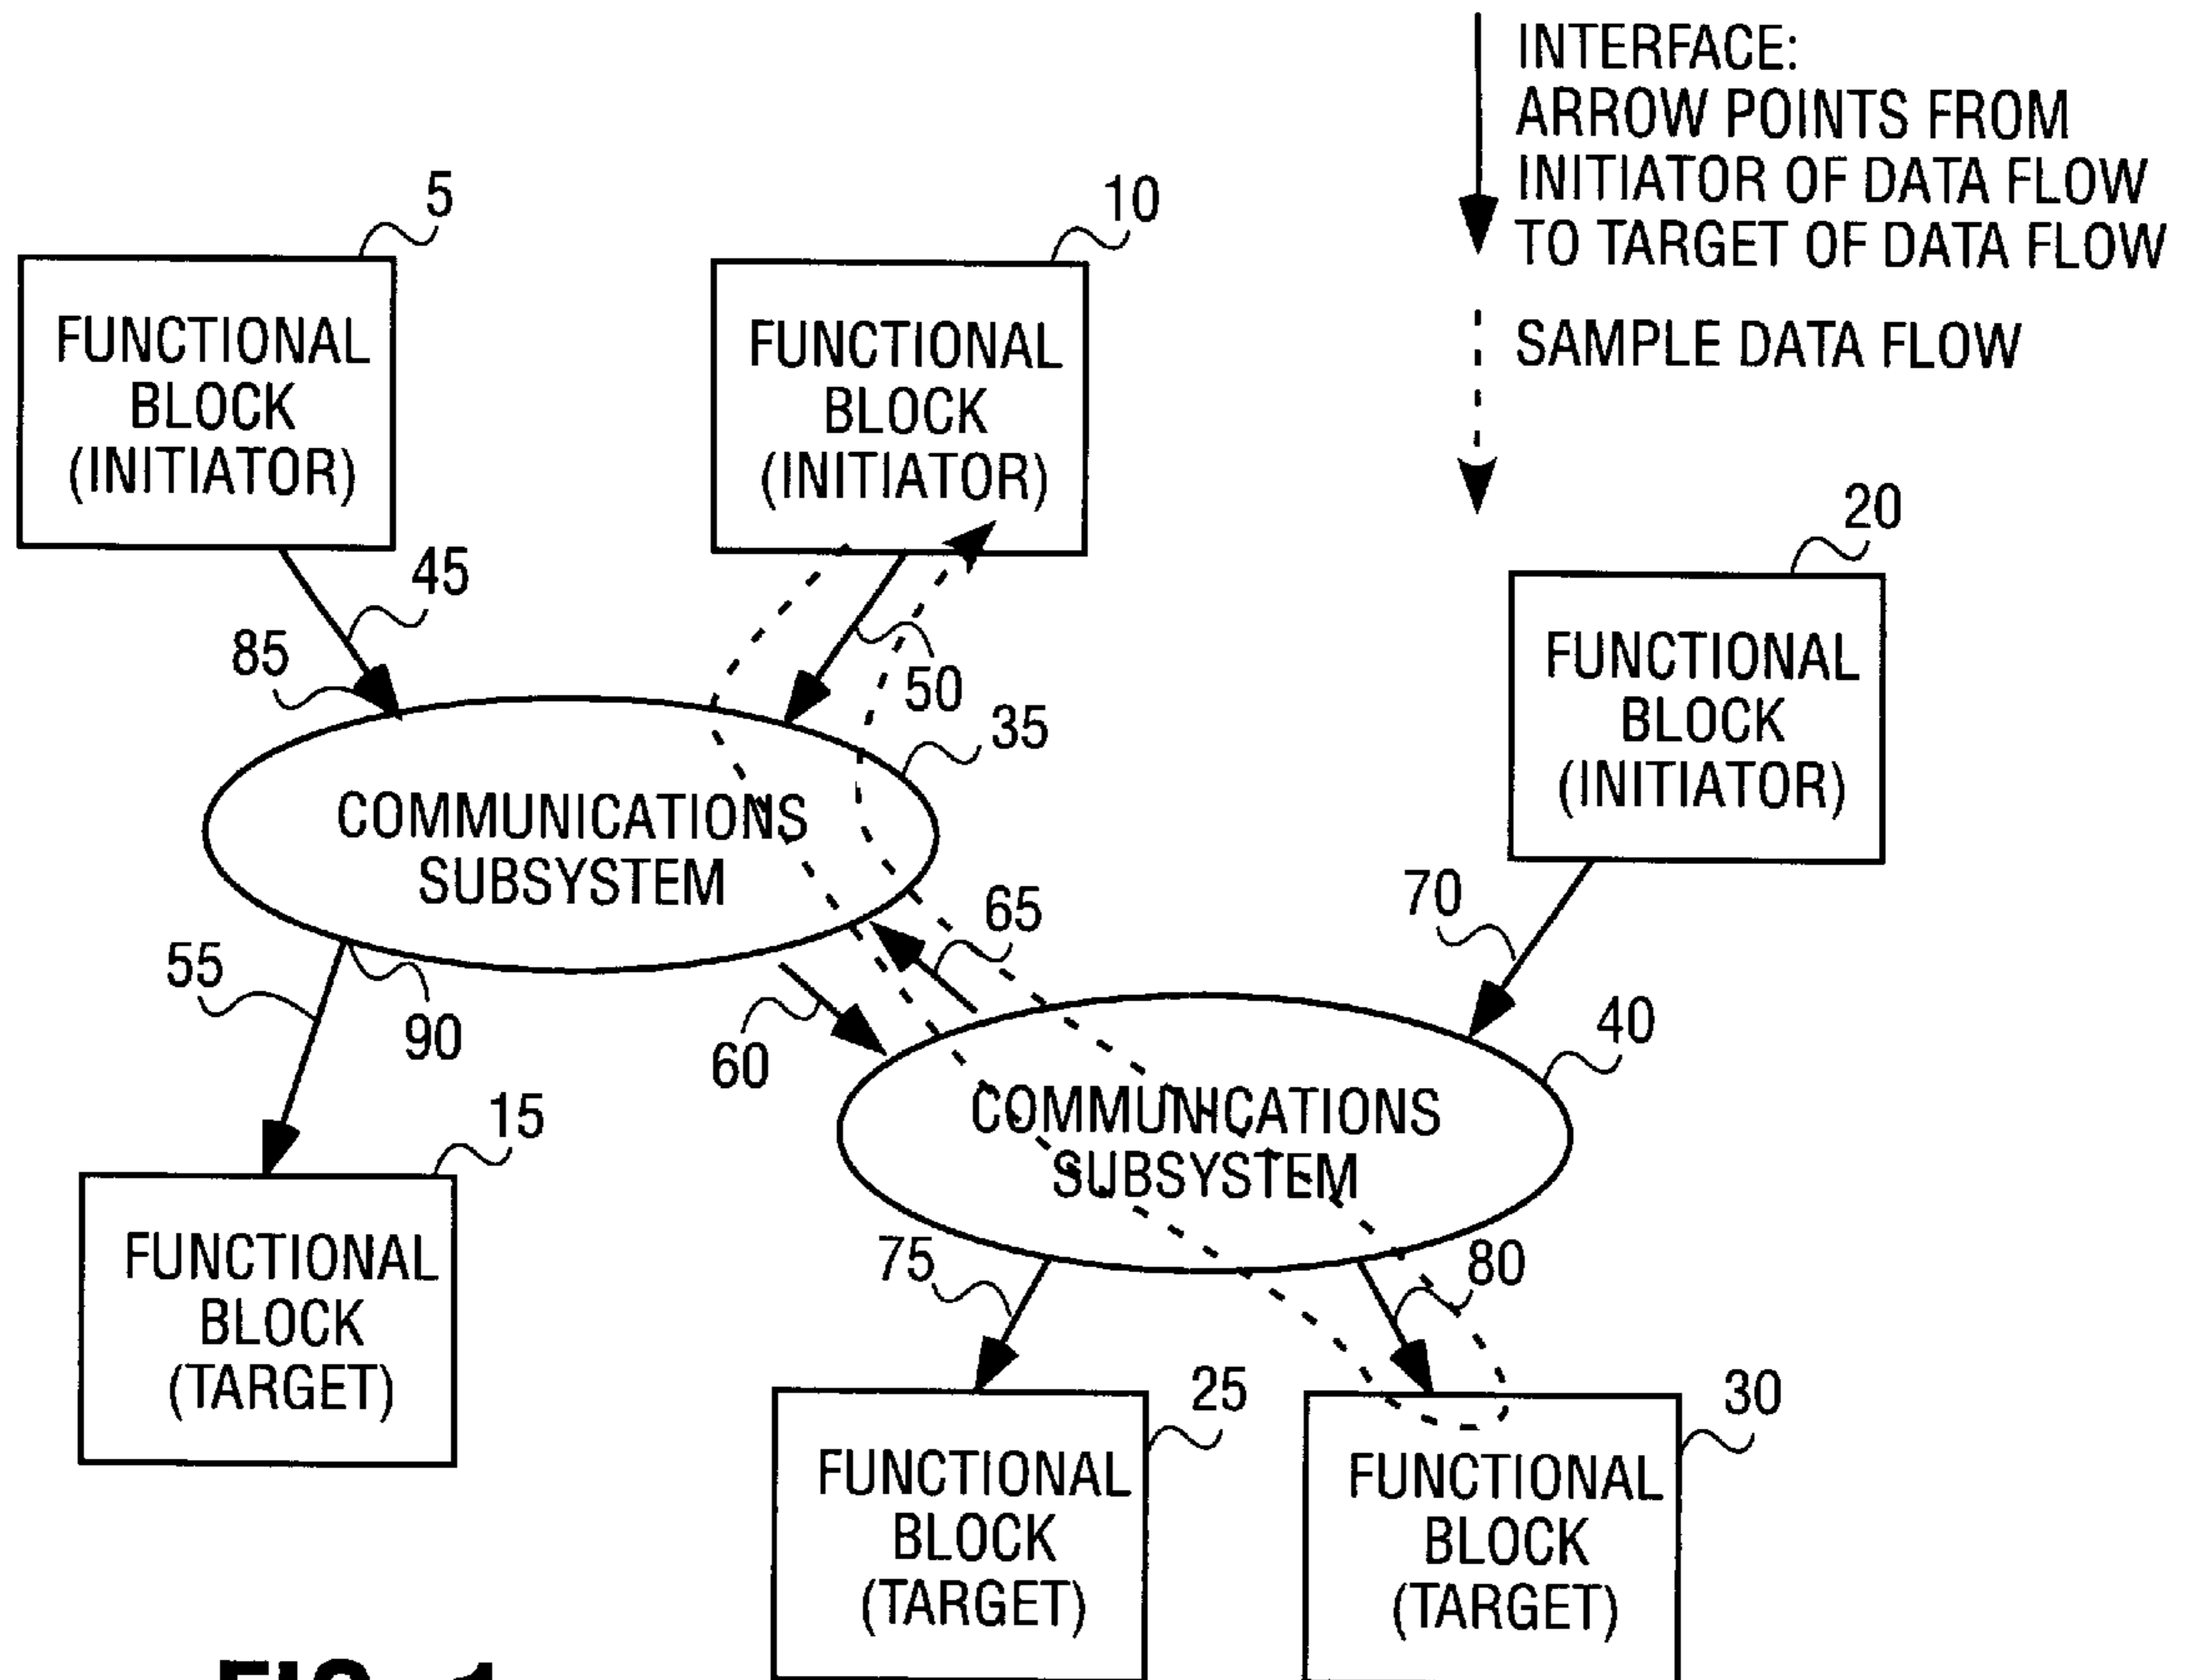 INTERFACE:
ARROW POINTS FROM
INITIATOR OF DATA FLOW
TO TARGET OF DATA FLOW
SAMPLE DATA FLOW
5
FUNCTIONAL
BLOCK
(INITIATOR)
10
FUNCTIONAL
BLOCK
(INITIATOR)
20
FUNCTIONAL
BLOCK
(INITIATOR)
45
85
50
35
COMMUNICATIONS
SUBSYSTEM
65
70
55
90
60
40
COMMUNICATIONS
SUBSYSTEM
15
FUNCTIONAL
BLOCK
(TARGET)
75
80
25
FUNCTIONAL
BLOCK
(TARGET)
30
FUNCTIONAL
BLOCK
(TARGET)